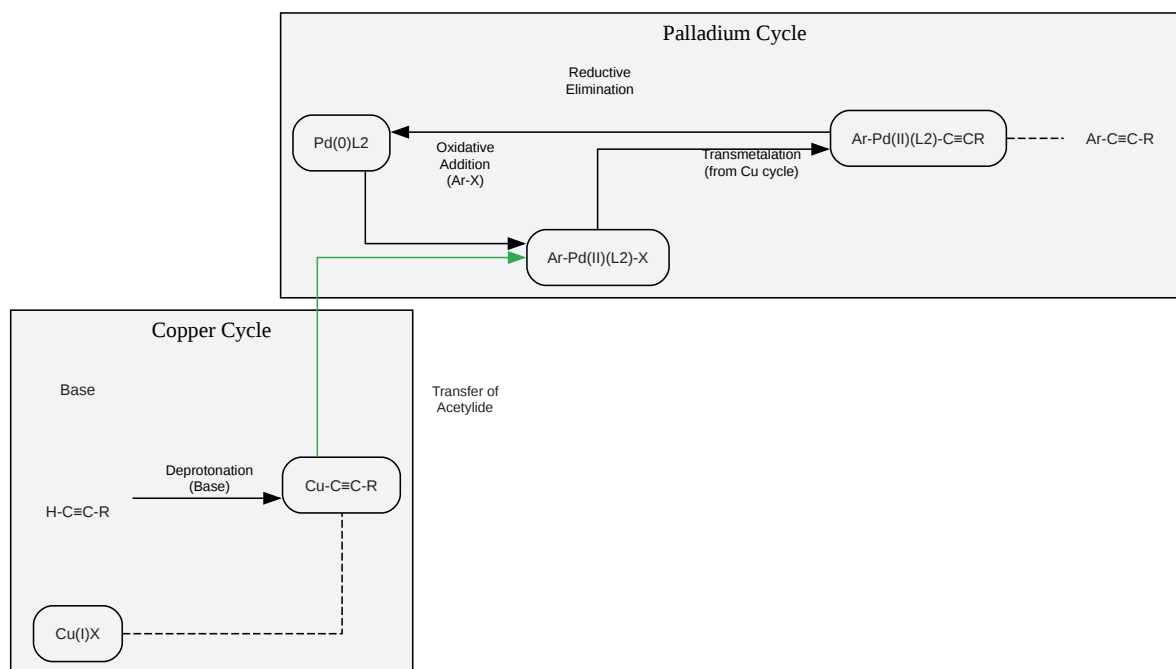 Palladium Cycle
Reductive
Elimination
Pd(0)L2
Oxidative
Addition
(Ar-X)
Transmetalation
(from Cu cycle)
Ar-Pd(II)(L2)-C≡CR
Ar-C≡C-R
Ar-Pd(II)(L2)-X
Copper Cycle
Base
Transfer of
Acetylide
Deprotonation
(Base)
Cu-C≡C-R
H-C≡C-R
Cu(I)X